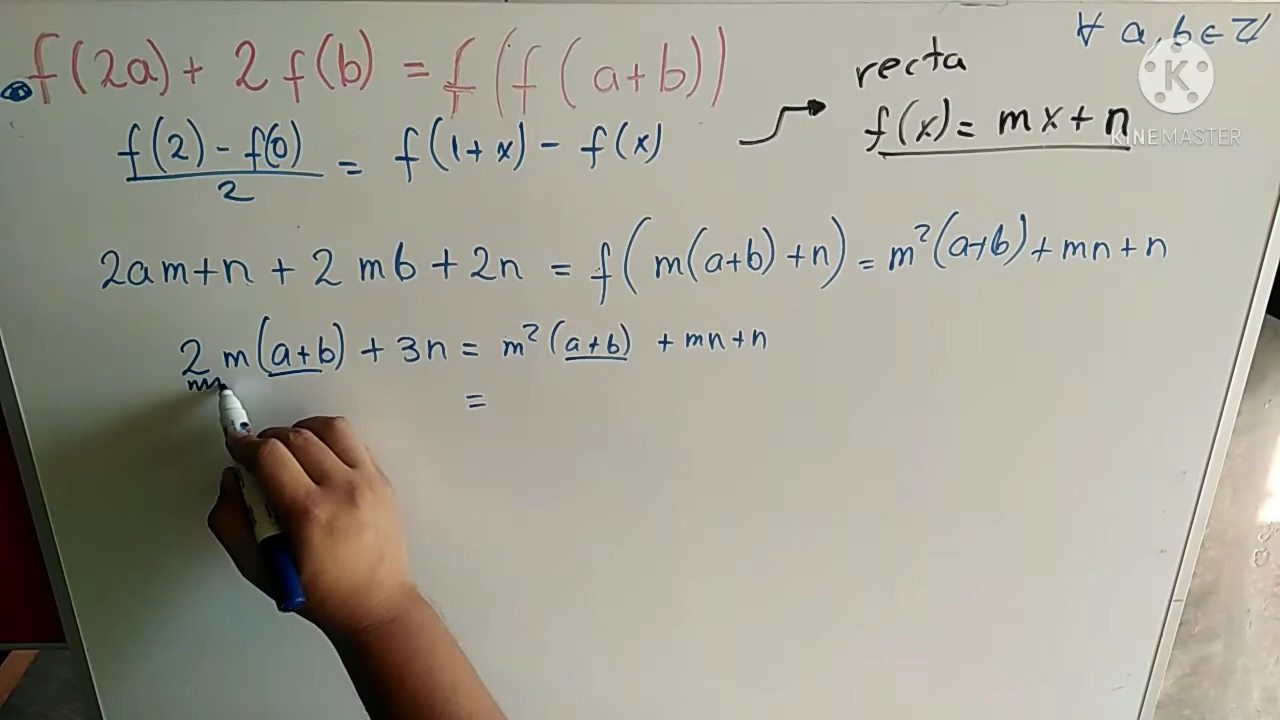 f(2a) + 2f(b) = f(f(a+b))
∀ a, b ∈ ℤ
recta
f(x) = mx + n
K
KINEMASTER
f(2) - f(0) / 2 = f(1+x) - f(x)
2am+n + 2mb + 2n = f(m(a+b)+n) = m²(a+b) + mn + n
2m(a+b) + 3n = m²(a+b) + mn + n
=